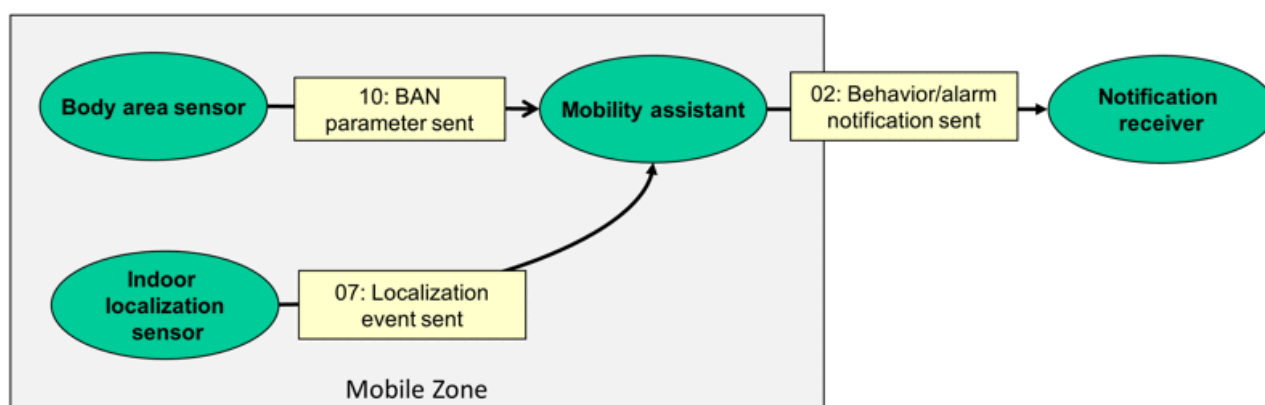 Body area sensor
10: BAN
parameter sent
Mobility assistant
02: Behavior/alarm
notification sent
Notification
receiver
Indoor
localization
sensor
07: Localization
event sent
Mobile Zone